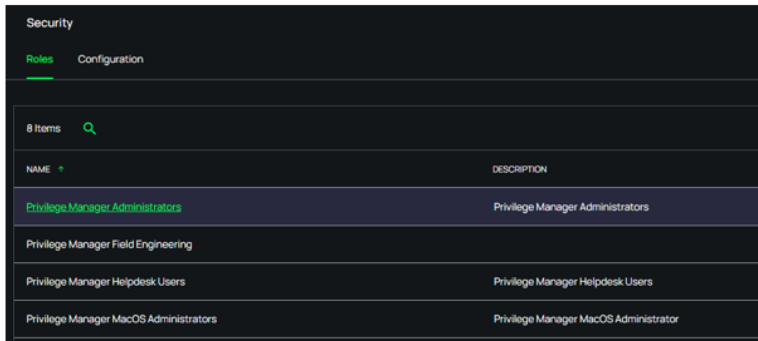 Security
Roles Configuration
8 Items
NAME ↑ DESCRIPTION
Privilege Manager Administrators Privilege Manager Administrators
Privilege Manager Field Engineering
Privilege Manager Helpdesk Users Privilege Manager Helpdesk Users
Privilege Manager MacOS Administrators Privilege Manager MacOS Administrator